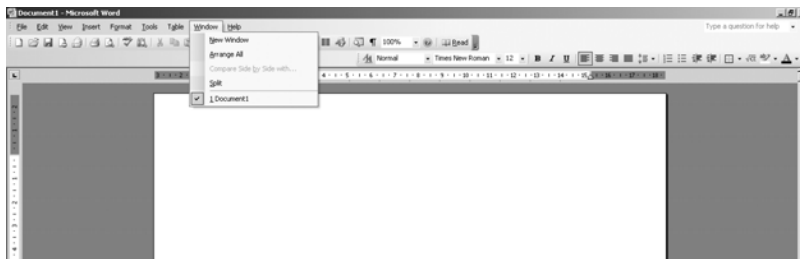 Document1 - Microsoft Word
File Edit View Insert Format Tools Table Window Help Type a question for help
100% Read
Normal Times New Roman 12 B I U
New Window
Arrange All
Compare Side by Side with...
Split
1 Document1